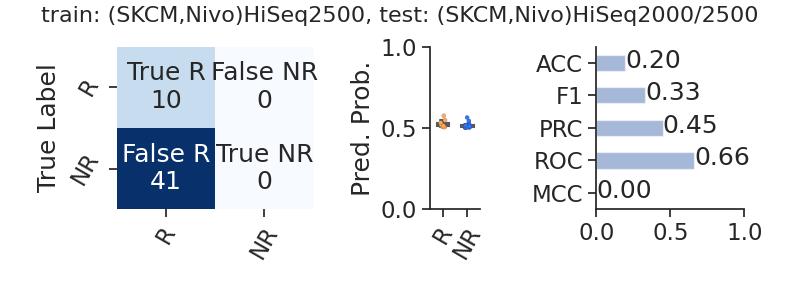 train: (SKCM,Nivo)HiSeq2500, test: (SKCM,Nivo)HiSeq2000/2500
True Label
R
NR
True R
10
False NR
0
False R
41
True NR
0
R
NR
Pred. Prob.
1.0
0.5
0.0
R
NR
ACC
0.20
F1
0.33
PRC
0.45
ROC
0.66
MCC
0.00
0.0
0.5
1.0